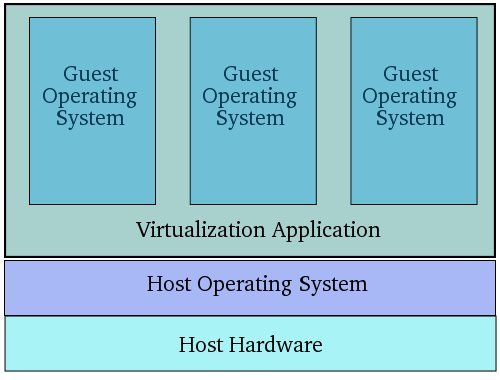 Guest
Operating
System
Guest
Operating
System
Guest
Operating
System
Virtualization Application
Host Operating System
Host Hardware